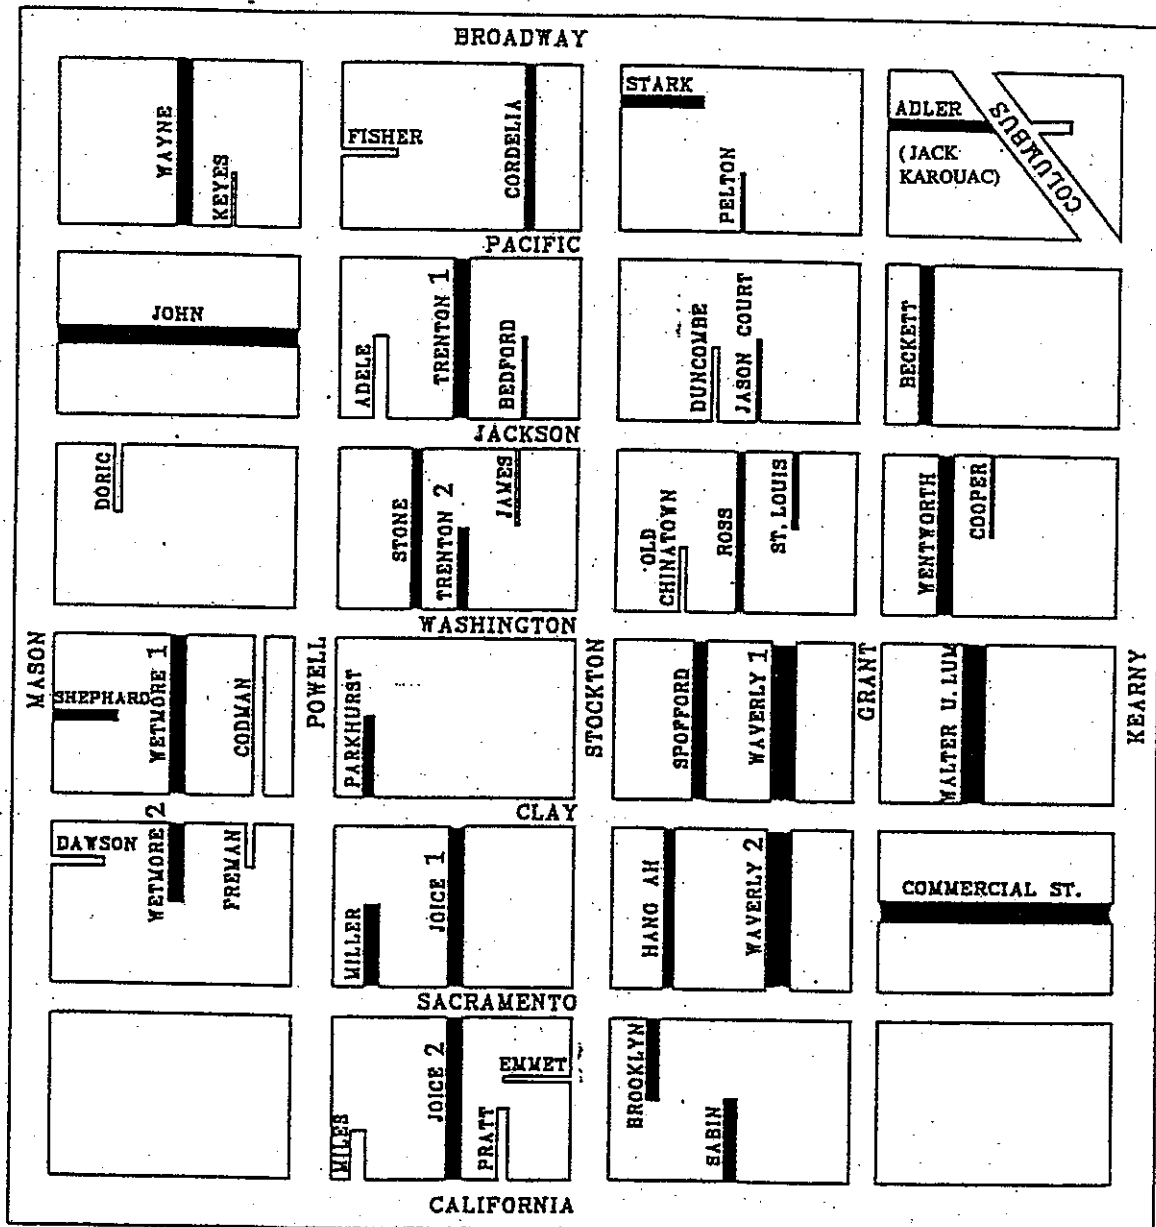 BROADWAY
WAYNE
KEYES
FISHER
CORDELIA
STARK
PELTON
ADLER
(JACK
KAROUAC)
COLUMBUS
PACIFIC
JOHN
ADELE
TRENTON 1
BEDFORD
DUNCOMBE
JASON COURT
BECKETT
JACKSON
DORIC
STONE
TRENTON 2
JAMES
OLD
CHINATOWN
ROSS
ST. LOUIS
WENTWORTH
COOPER
WASHINGTON
MASON
SHEPHARD
WETMORE 1
CODMAN
POWELL
PARKHURST
STOCKTON
SPOFFORD
WAVERLY 1
GRANT
WALTER U. LUM
KEARNY
CLAY
DAWSON
WETMORE 2
FREMAN
MILLER
JOICE 1
HANG AH
WAVERLY 2
COMMERCIAL ST.
SACRAMENTO
MILES
JOICE 2
PRATT
EMMET
BROOKLYN
SABIN
CALIFORNIA